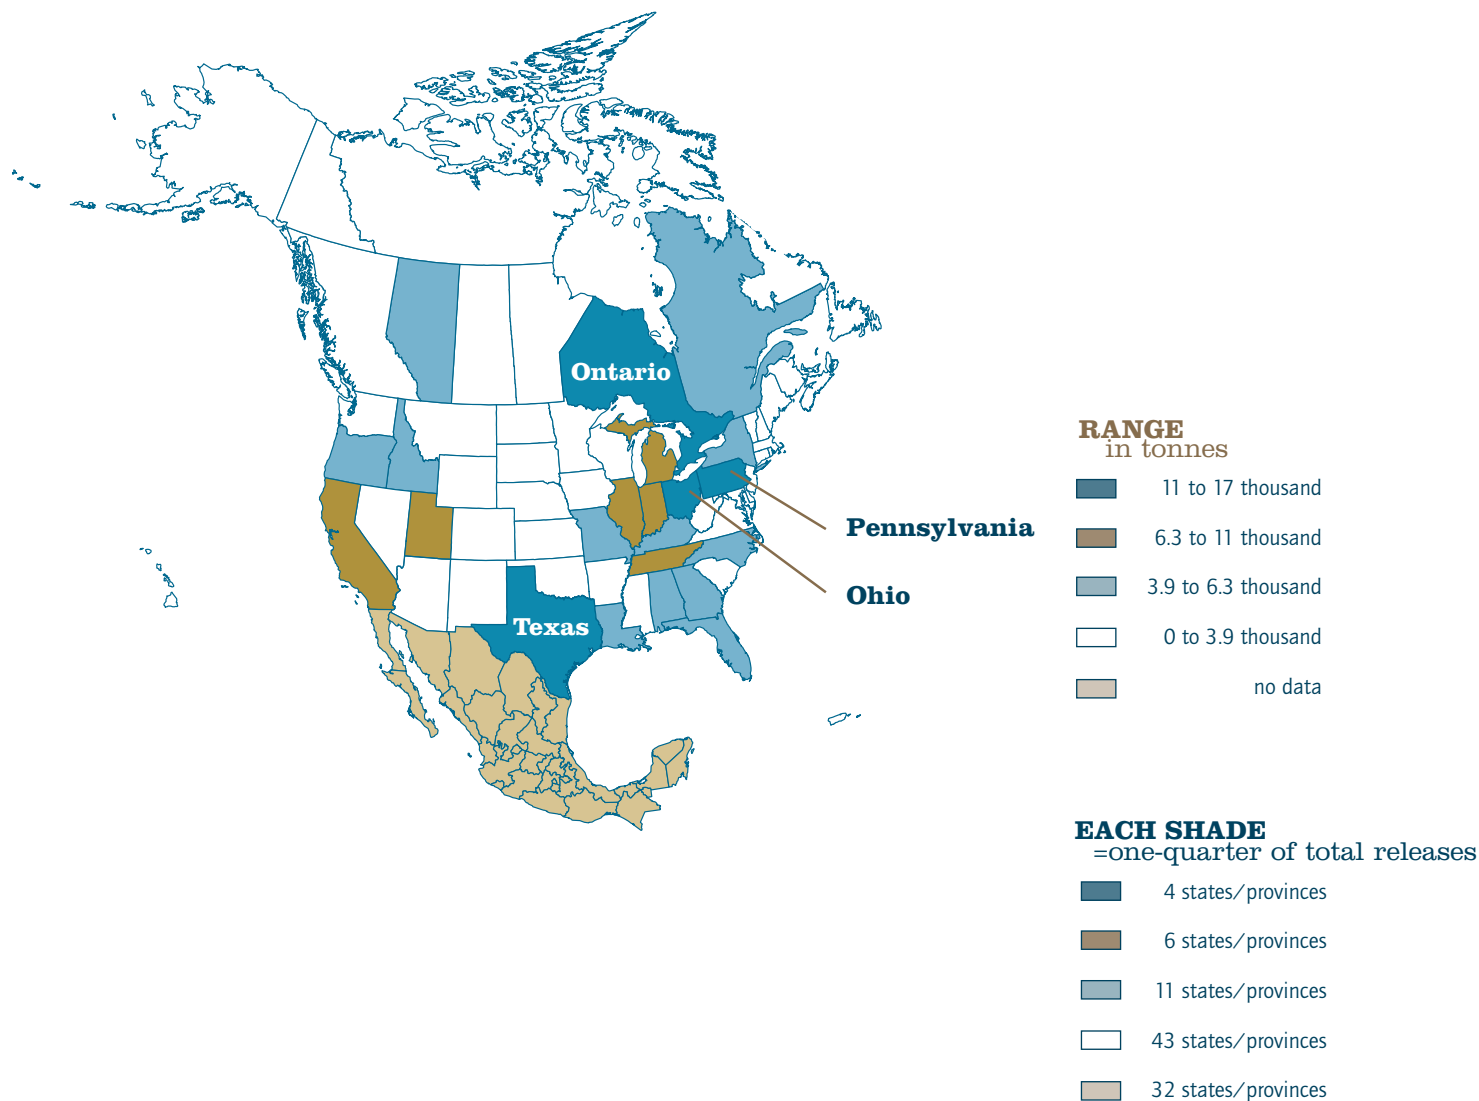 Ontario
Pennsylvania
Ohio
Texas
RANGE
in tonnes
11 to 17 thousand
6.3 to 11 thousand
3.9 to 6.3 thousand
0 to 3.9 thousand
no data
EACH SHADE
=one-quarter of total releases
4 states/provinces
6 states/provinces
11 states/provinces
43 states/provinces
32 states/provinces